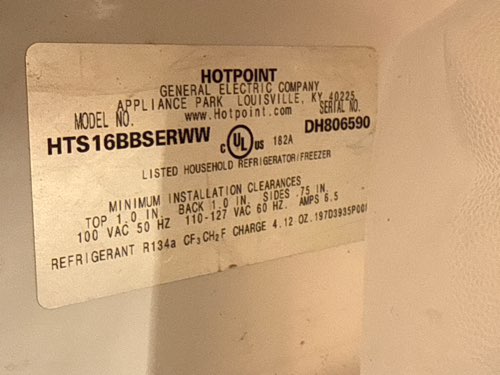 HOTPOINT
GENERAL ELECTRIC COMPANY
APPLIANCE PARK LOUISVILLE, KY 40225
MODEL NO. www.Hotpoint.com SERIAL NO.
HTS16BBSERWW C UL US 182A DH806590
LISTED HOUSEHOLD REFRIGERATOR/FREEZER
MINIMUM INSTALLATION CLEARANCES
TOP 1.0 IN. BACK 1.0 IN. SIDES .75 IN.
100 VAC 50 HZ 110-127 VAC 60 HZ. AMPS 6.5
REFRIGERANT R134a CF₃CH₂F CHARGE 4.12 OZ.